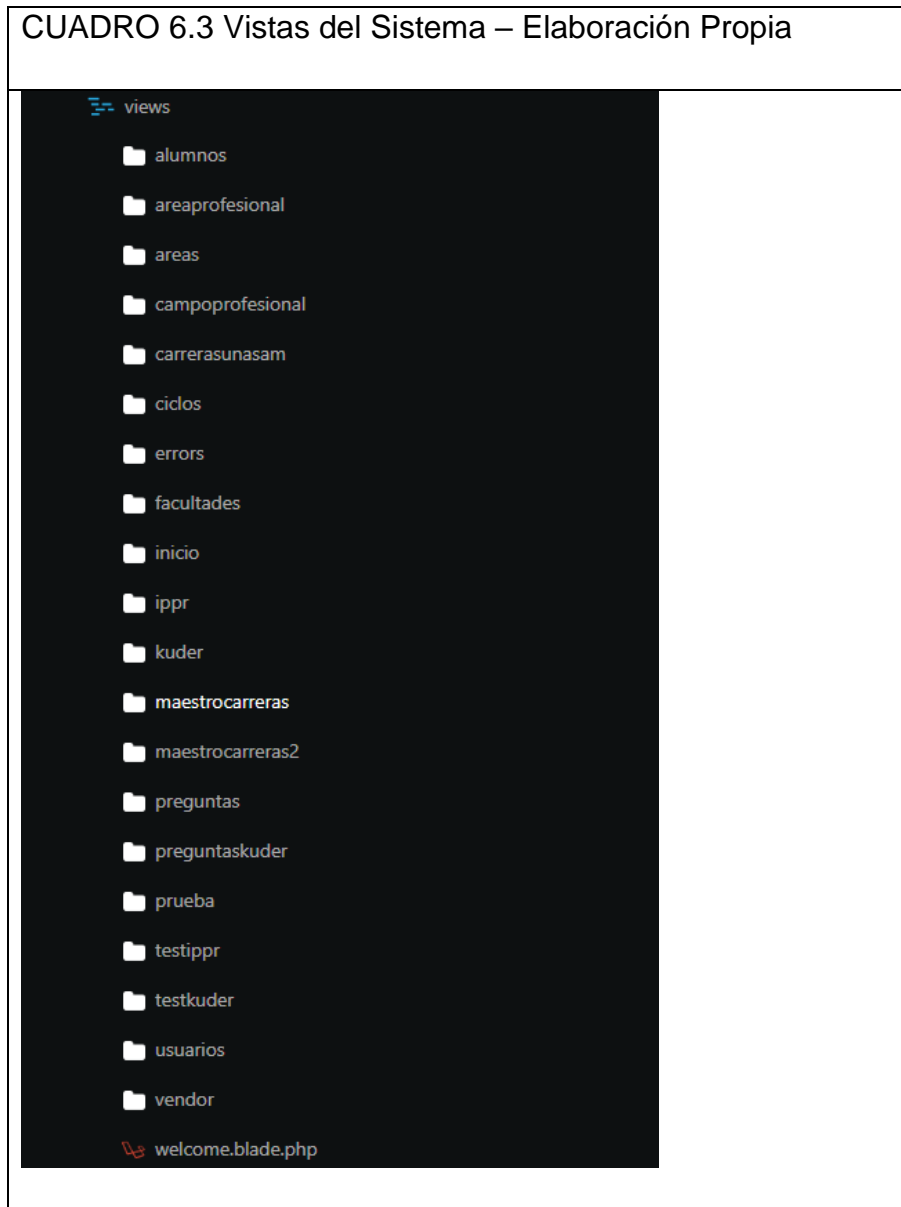 CUADRO 6.3 Vistas del Sistema – Elaboración Propia
views
alumnos
areaprofesional
areas
campoprofesional
carrerasunasam
ciclos
errors
facultades
inicio
ippr
kuder
maestrocarreras
maestrocarreras2
preguntas
preguntaskuder
prueba
testippr
testkuder
usuarios
vendor
welcome.blade.php